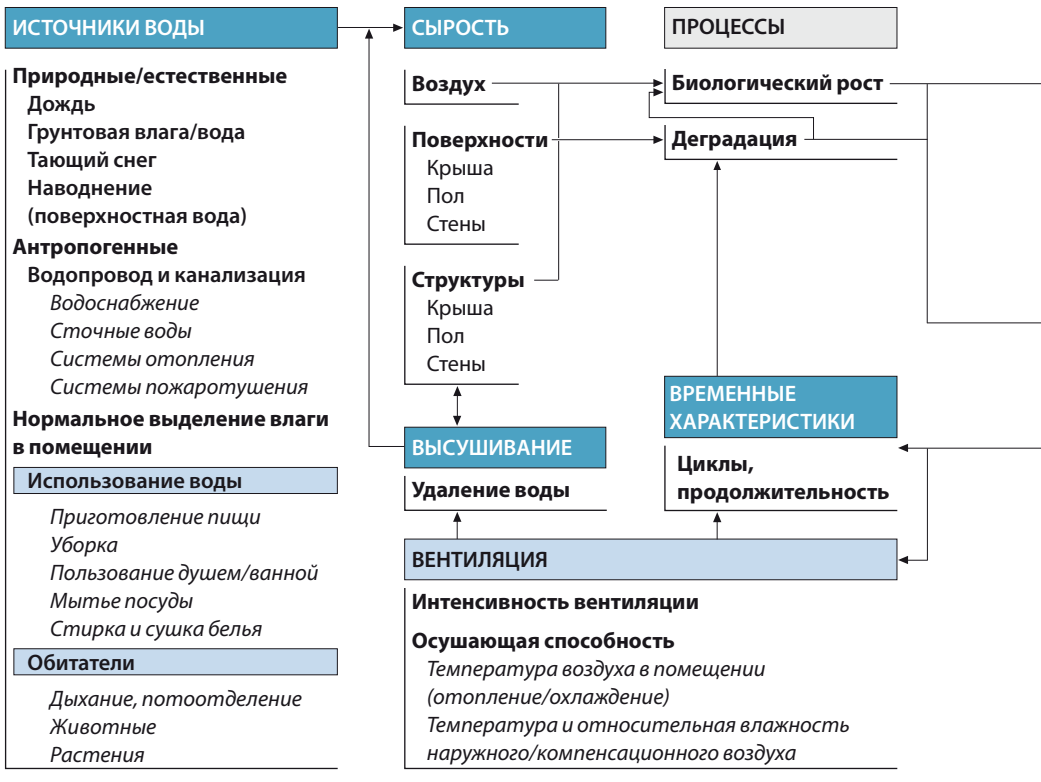 ИСТОЧНИКИ ВОДЫ
Природные/естественные
Дождь
Грунтовая влага/вода
Тающий снег
Наводнение
(поверхностная вода)
Антропогенные
Водопровод и канализация
Водоснабжение
Сточные воды
Системы отопления
Системы пожаротушения
Нормальное выделение влаги
в помещении
Использование воды
Приготовление пищи
Уборка
Пользование душем/ванной
Мытье посуды
Стирка и сушка белья
Обитатели
Дыхание, потоотделение
Животные
Растения
СЫРОСТЬ
Воздух
Поверхности
Крыша
Пол
Стены
Структуры
Крыша
Пол
Стены
ВЫСУШИВАНИЕ
Удаление воды
ПРОЦЕССЫ
Биологический рост
Деградация
ВРЕМЕННЫЕ
ХАРАКТЕРИСТИКИ
Циклы,
продолжительность
ВЕНТИЛЯЦИЯ
Интенсивность вентиляции
Осушающая способность
Температура воздуха в помещении
(отопление/охлаждение)
Температура и относительная влажность
наружного/компенсационного воздуха